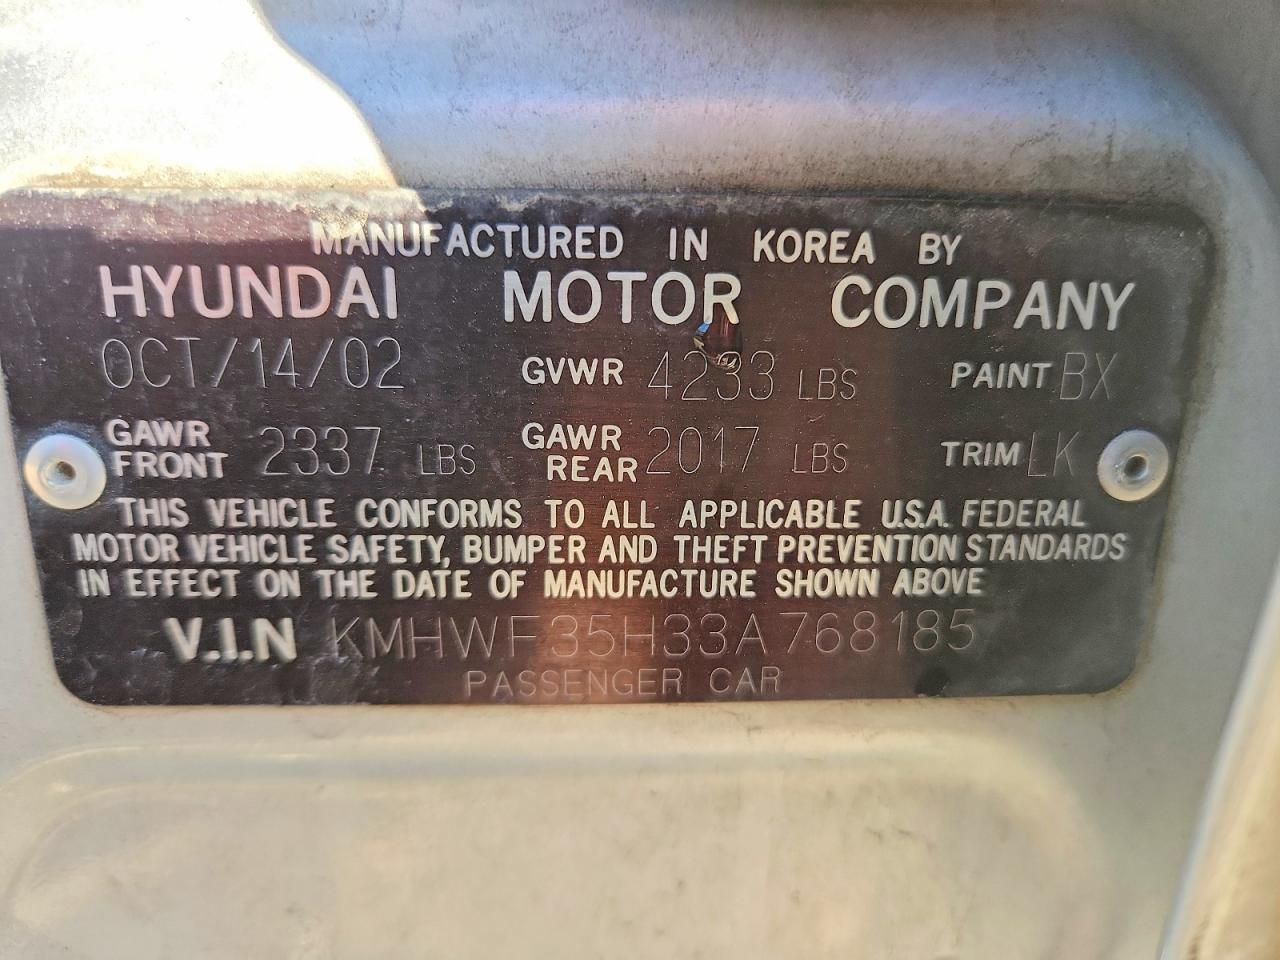 MANUFACTURED IN KOREA BY
HYUNDAI MOTOR COMPANY
OCT/14/02 GVWR 4233 LBS PAINT BX
GAWR FRONT 2337 LBS GAWR REAR 2017 LBS TRIM LK
THIS VEHICLE CONFORMS TO ALL APPLICABLE U.S.A. FEDERAL
MOTOR VEHICLE SAFETY, BUMPER AND THEFT PREVENTION STANDARDS
IN EFFECT ON THE DATE OF MANUFACTURE SHOWN ABOVE
V.I.N KMHWF35H33A768185
PASSENGER CAR